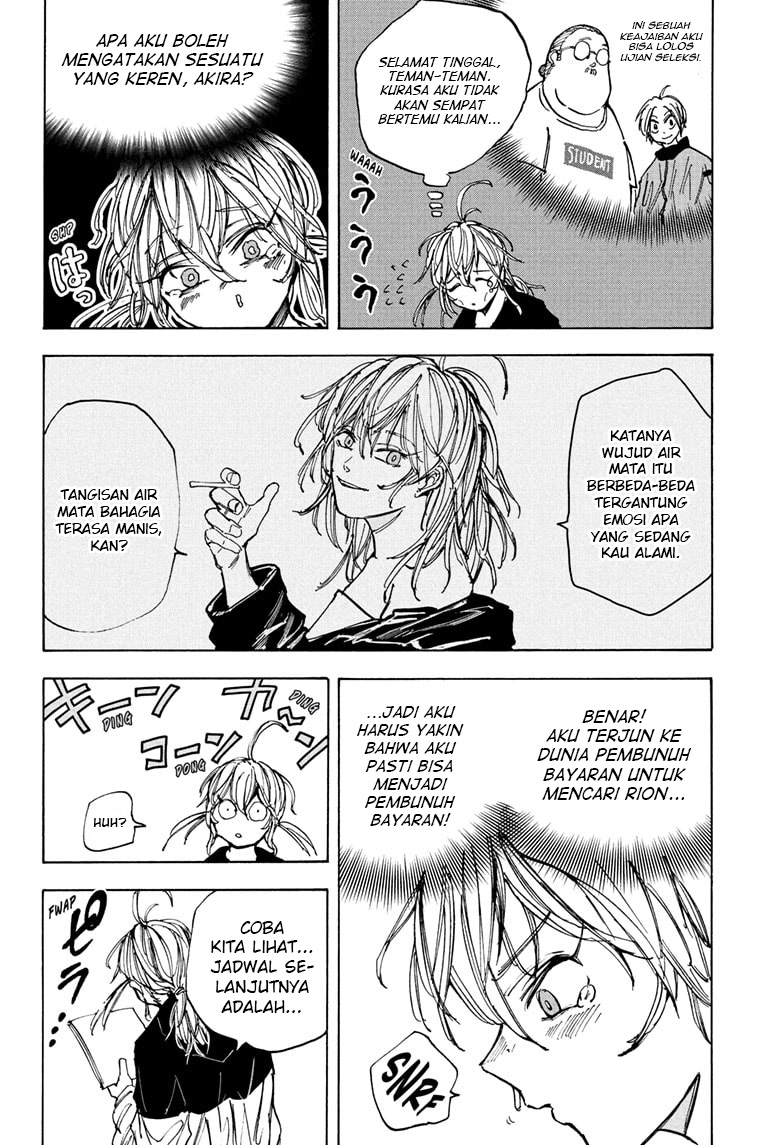 INI SEBUAH
KEAJAIBAN AKU
BISA LOLOS
UJIAN SELEKSI.
SELAMAT TINGGAL,
TEMAN-TEMAN.
KURASA AKU TIDAK
AKAN SEMPAT
BERTEMU KALIAN...
STUDENT
WAAAH
うううう
APA AKU BOLEH
MENGATAKAN SESUATU
YANG KEREN, AKIRA?
はっ
KATANYA
WUJUD AIR
MATA ITU
BERBEDA-BEDA
TERGANTUNG
EMOSI APA
YANG SEDANG
KAU ALAMI.
TANGISAN AIR
MATA BAHAGIA
TERASA MANIS,
KAN?
BENAR!
AKU TERJUN KE
DUNIA PEMBUNUH
BAYARAN UNTUK
MENCARI RION...
...JADI AKU
HARUS YAKIN
BAHWA AKU
PASTI BISA
MENJADI
PEMBUNUH
BAYARAN!
SNRF
キーン
DING
コーン
DONG
カーン
DING
HUH?
COBA
KITA LIHAT...
JADWAL SE-
LANJUTNYA
ADALAH...
FWAP
ピラ...